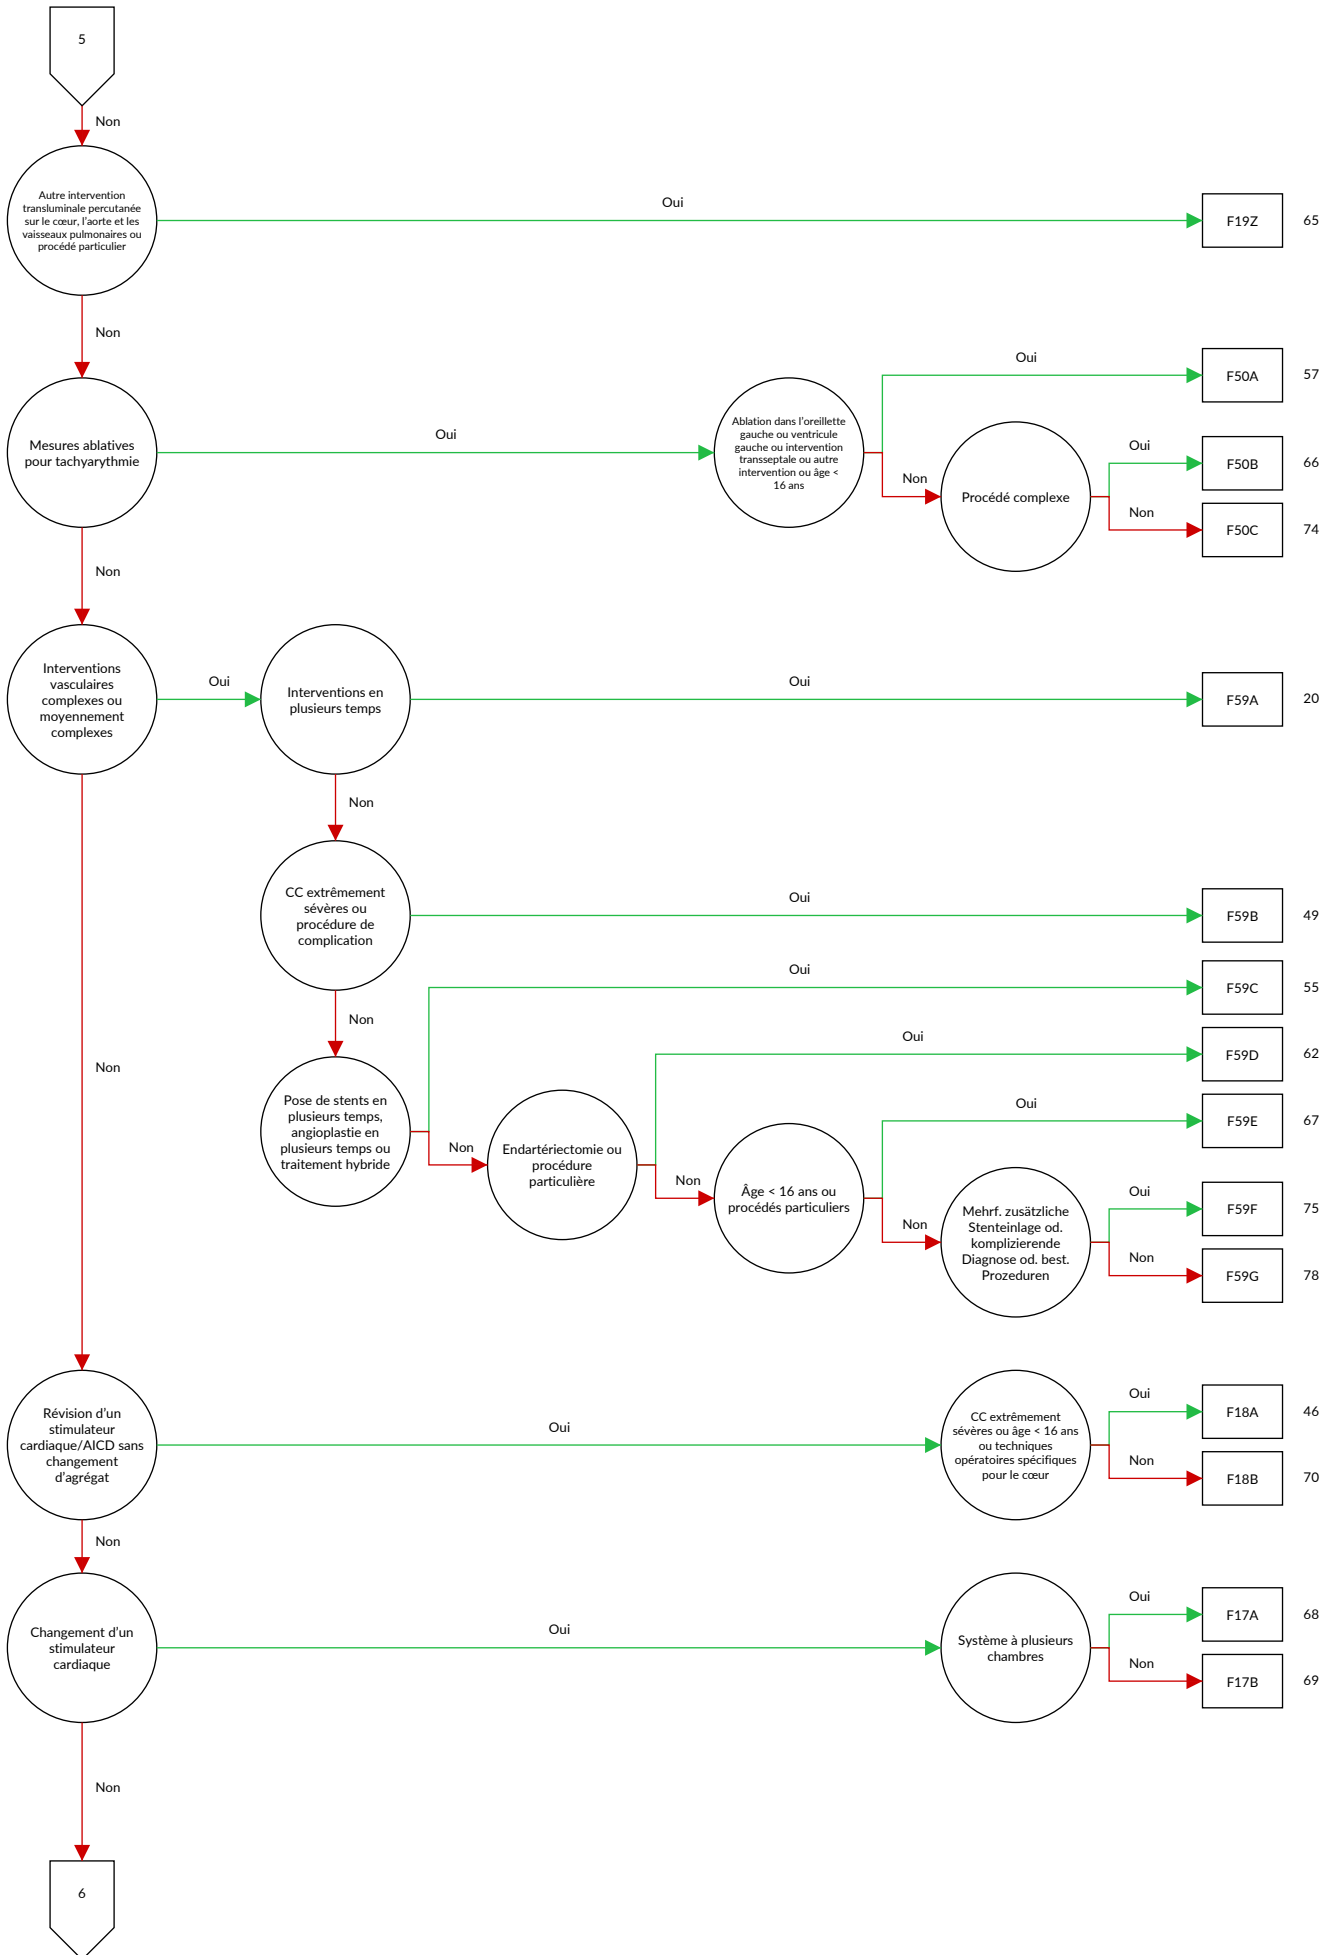 5
Non
Autre intervention
transluminale percutanée
sur le cœur, l'aorte et les
vaisseaux pulmonaires ou
procédé particulier
Oui
F19Z
65
Non
Mesures ablatives
pour tachyarythmie
Oui
Ablation dans l'oreillette
gauche ou ventricule
gauche ou intervention
transseptale ou autre
intervention ou âge <
16 ans
Oui
F50A
57
Non
Procédé complexe
Oui
F50B
66
Non
F50C
74
Non
Interventions
vasculaires
complexes ou
moyennement
complexes
Oui
Interventions en
plusieurs temps
Oui
F59A
20
Non
CC extrêmement
sévères ou
procédure de
complication
Oui
F59B
49
Non
Pose de stents en
plusieurs temps,
angioplastie en
plusieurs temps ou
traitement hybride
Oui
F59C
55
Non
Endartériectomie ou
procédure
particulière
Oui
F59D
62
Non
Âge < 16 ans ou
procédés particuliers
Oui
F59E
67
Non
Mehrf. zusätzliche
Stenteinlage od.
komplizierende
Diagnose od. best.
Prozeduren
Oui
F59F
75
Non
F59G
78
Non
Révision d'un
stimulateur
cardiaque/AICD sans
changement
d'agrégat
Oui
CC extrêmement
sévères ou âge < 16 ans
ou techniques
opératoires spécifiques
pour le cœur
Oui
F18A
46
Non
F18B
70
Non
Changement d'un
stimulateur
cardiaque
Oui
Système à plusieurs
chambres
Oui
F17A
68
Non
F17B
69
Non
6